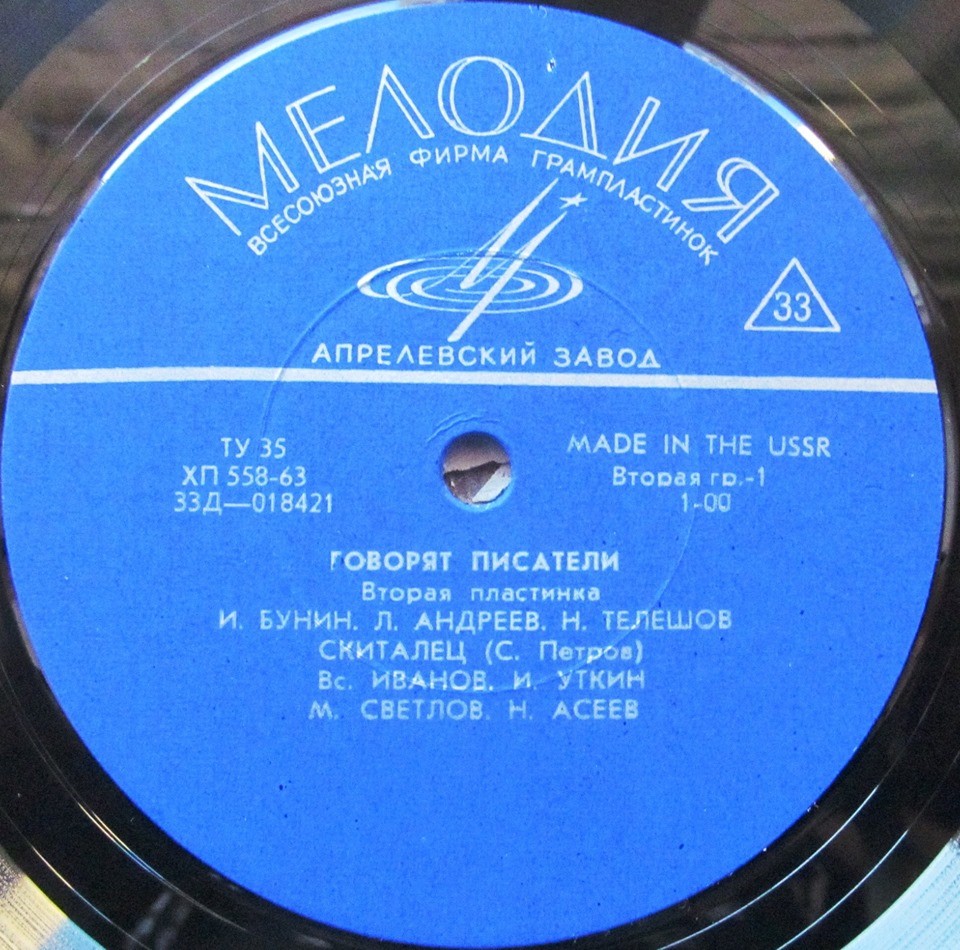 МЕЛОДИЯ
ВСЕСОЮЗНАЯ ФИРМА ГРАМПЛАСТИНОК
33
АПРЕЛЕВСКИЙ ЗАВОД
ТУ 35
ХП 558-63
33Д—018421
MADE IN THE USSR
Вторая гр.-1
1-00
ГОВОРЯТ ПИСАТЕЛИ
Вторая пластинка
И. БУНИН. Л. АНДРЕЕВ. Н. ТЕЛЕШОВ
СКИТАЛЕЦ (С. Петров)
Вс. ИВАНОВ. И. УТКИН
М. СВЕТЛОВ. Н. АСЕЕВ